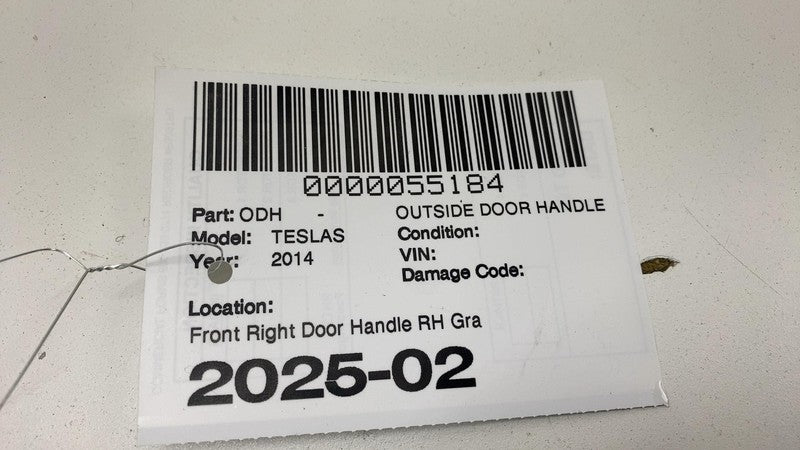 0000055184
Part: ODH - OUTSIDE DOOR HANDLE
Model: TESLAS Condition:
Year: 2014 VIN:
Damage Code:
Location:
Front Right Door Handle RH Gra
2025-02